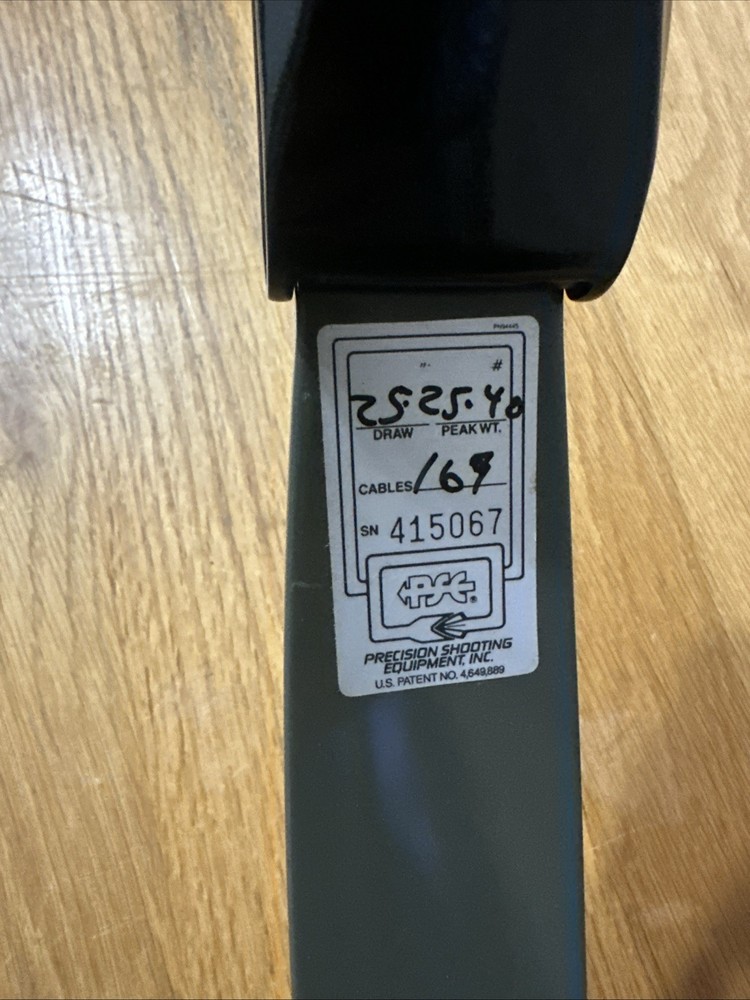 " #
25·25·40
DRAW PEAK WT.
CABLES 169
SN 415067
PSE®
PRECISION SHOOTING
EQUIPMENT, INC.
U.S. PATENT NO. 4,649,889